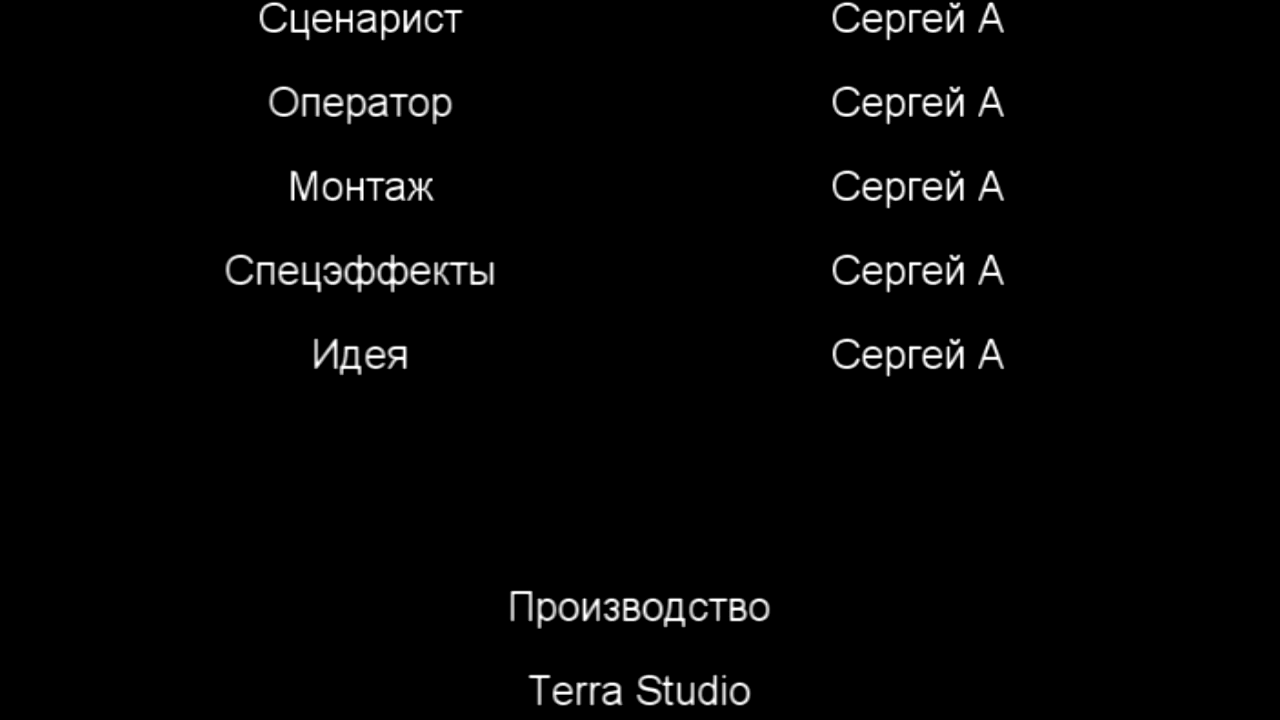 Сценарист Сергей А
Оператор Сергей А
Монтаж Сергей А
Спецэффекты Сергей А
Идея Сергей А
Производство
Terra Studio